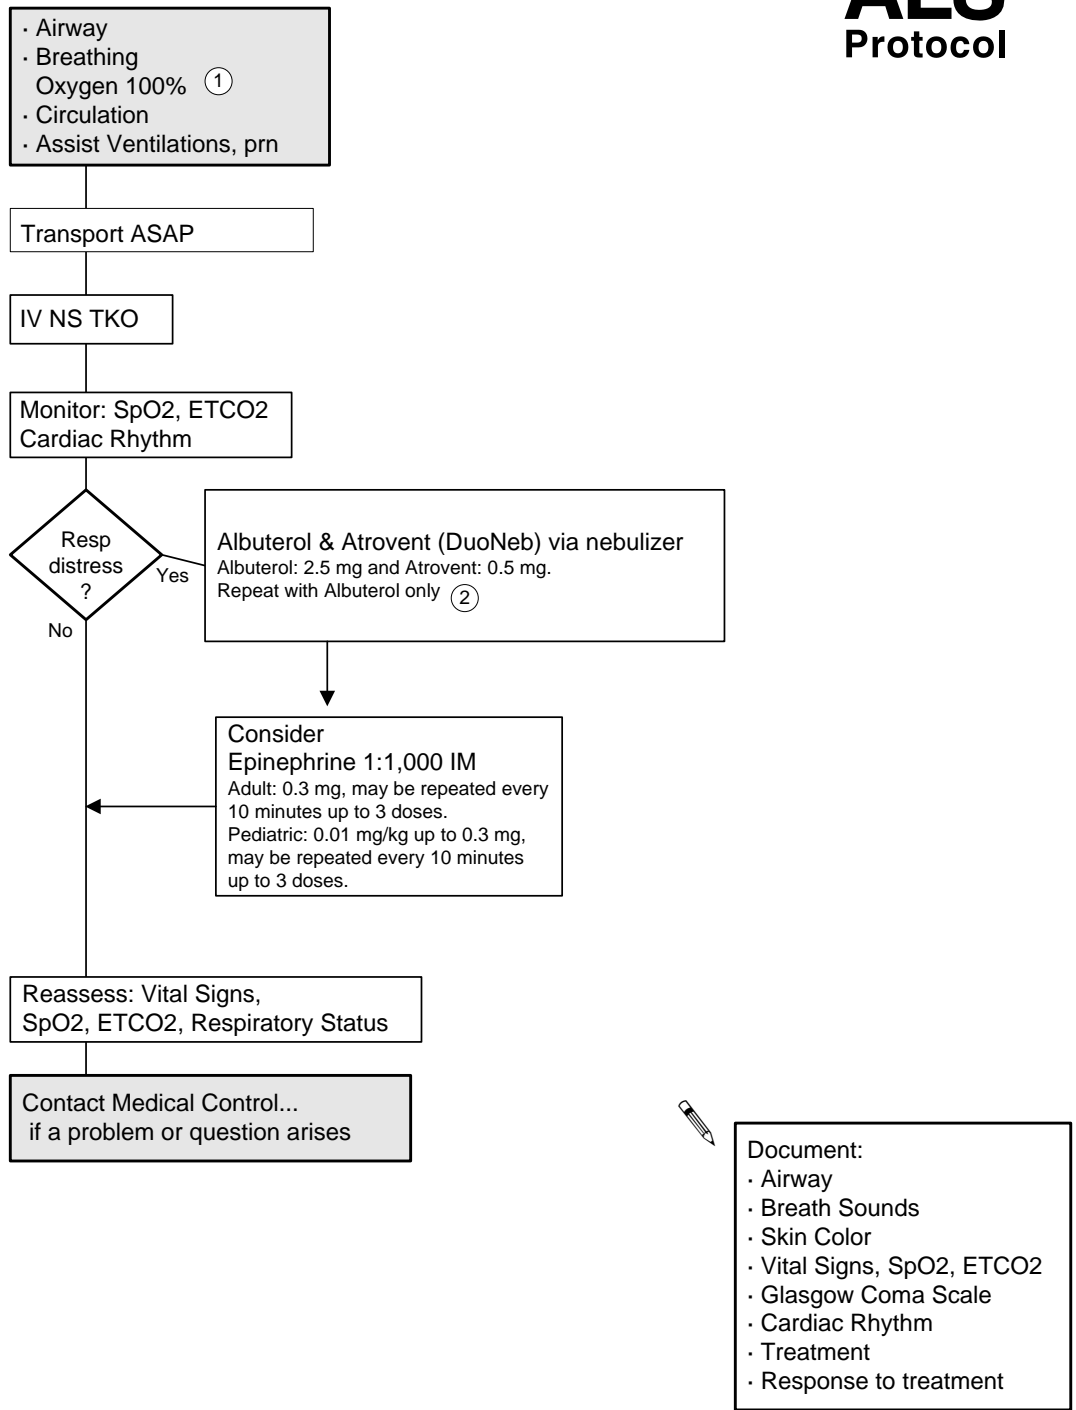 ALS
Protocol
· Airway
· Breathing
Oxygen 100% 1
· Circulation
· Assist Ventilations, prn
Transport ASAP
IV NS TKO
Monitor: SpO2, ETCO2
Cardiac Rhythm
Resp
distress
?
Yes
No
Albuterol & Atrovent (DuoNeb) via nebulizer
Albuterol: 2.5 mg and Atrovent: 0.5 mg.
Repeat with Albuterol only 2
Consider
Epinephrine 1:1,000 IM
Adult: 0.3 mg, may be repeated every
10 minutes up to 3 doses.
Pediatric: 0.01 mg/kg up to 0.3 mg,
may be repeated every 10 minutes
up to 3 doses.
Reassess: Vital Signs,
SpO2, ETCO2, Respiratory Status
Contact Medical Control...
if a problem or question arises
Document:
· Airway
· Breath Sounds
· Skin Color
· Vital Signs, SpO2, ETCO2
· Glasgow Coma Scale
· Cardiac Rhythm
· Treatment
· Response to treatment